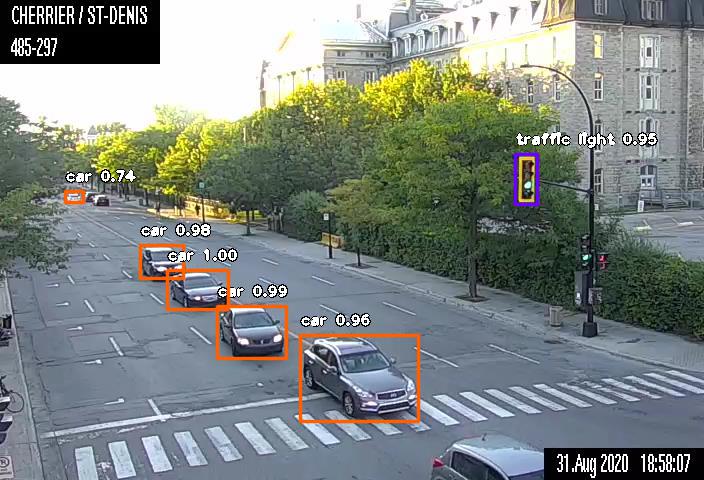 CHERRIER / ST-DENIS
485-297
traffic light 0.95
car 0.74
car 0.98
car 1.00
car 0.99
car 0.96
31.Aug 2020 18:58:07